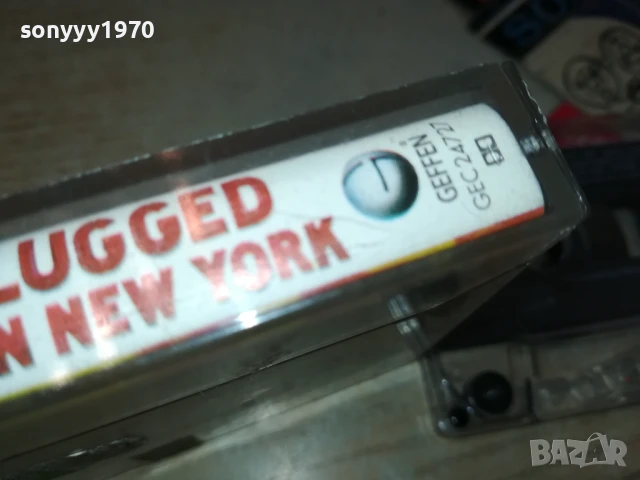 sonyyy1970
LUGGED
N NEW YORK
GEFFEN
GEC 24727
BAZAR